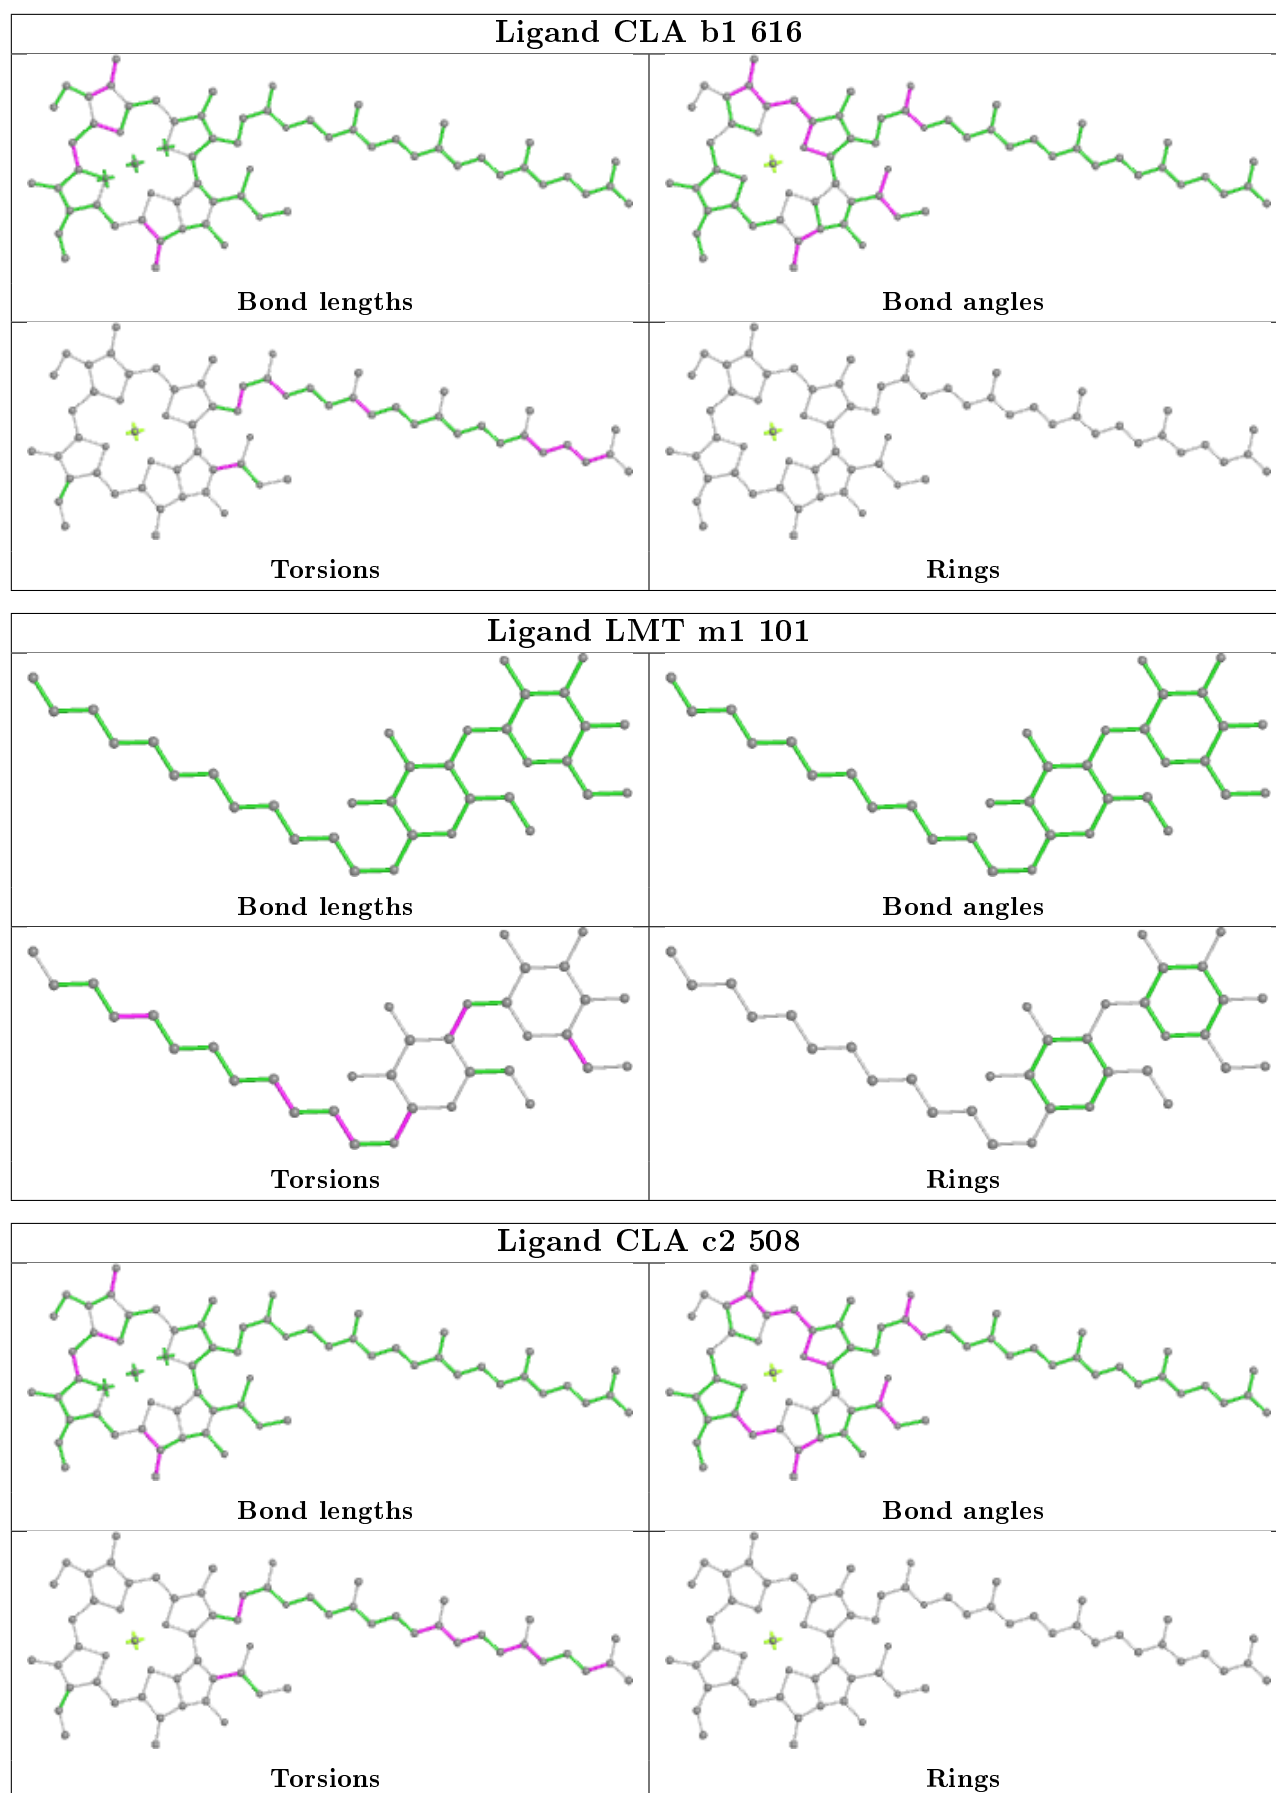 Ligand CLA b1 616
Bond lengths
Bond angles
Torsions
Rings
Ligand LMT m1 101
Bond lengths
Bond angles
Torsions
Rings
Ligand CLA c2 508
Bond lengths
Bond angles
Torsions
Rings